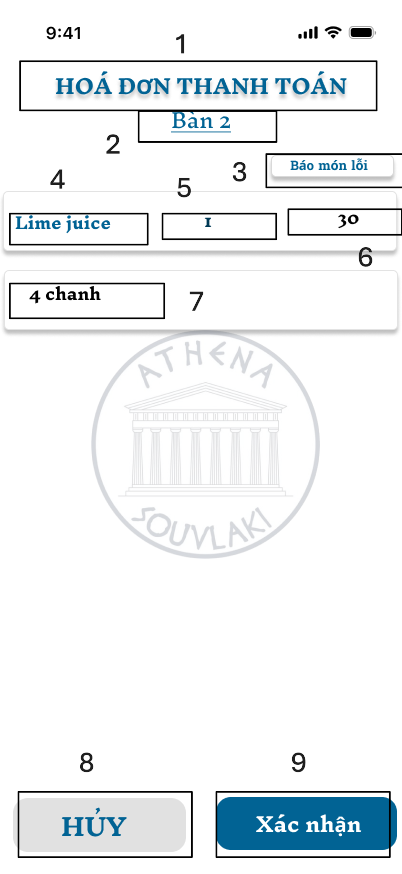 9:41
1
HOÁ ĐơN THANH TOÁN
Bàn 2
2
3 Báo món lỗi
4 5
Lime juice 1 30
6
4 chanh 7
ATHENA
SOUVLAKI
8 9
HỦY Xác nhận